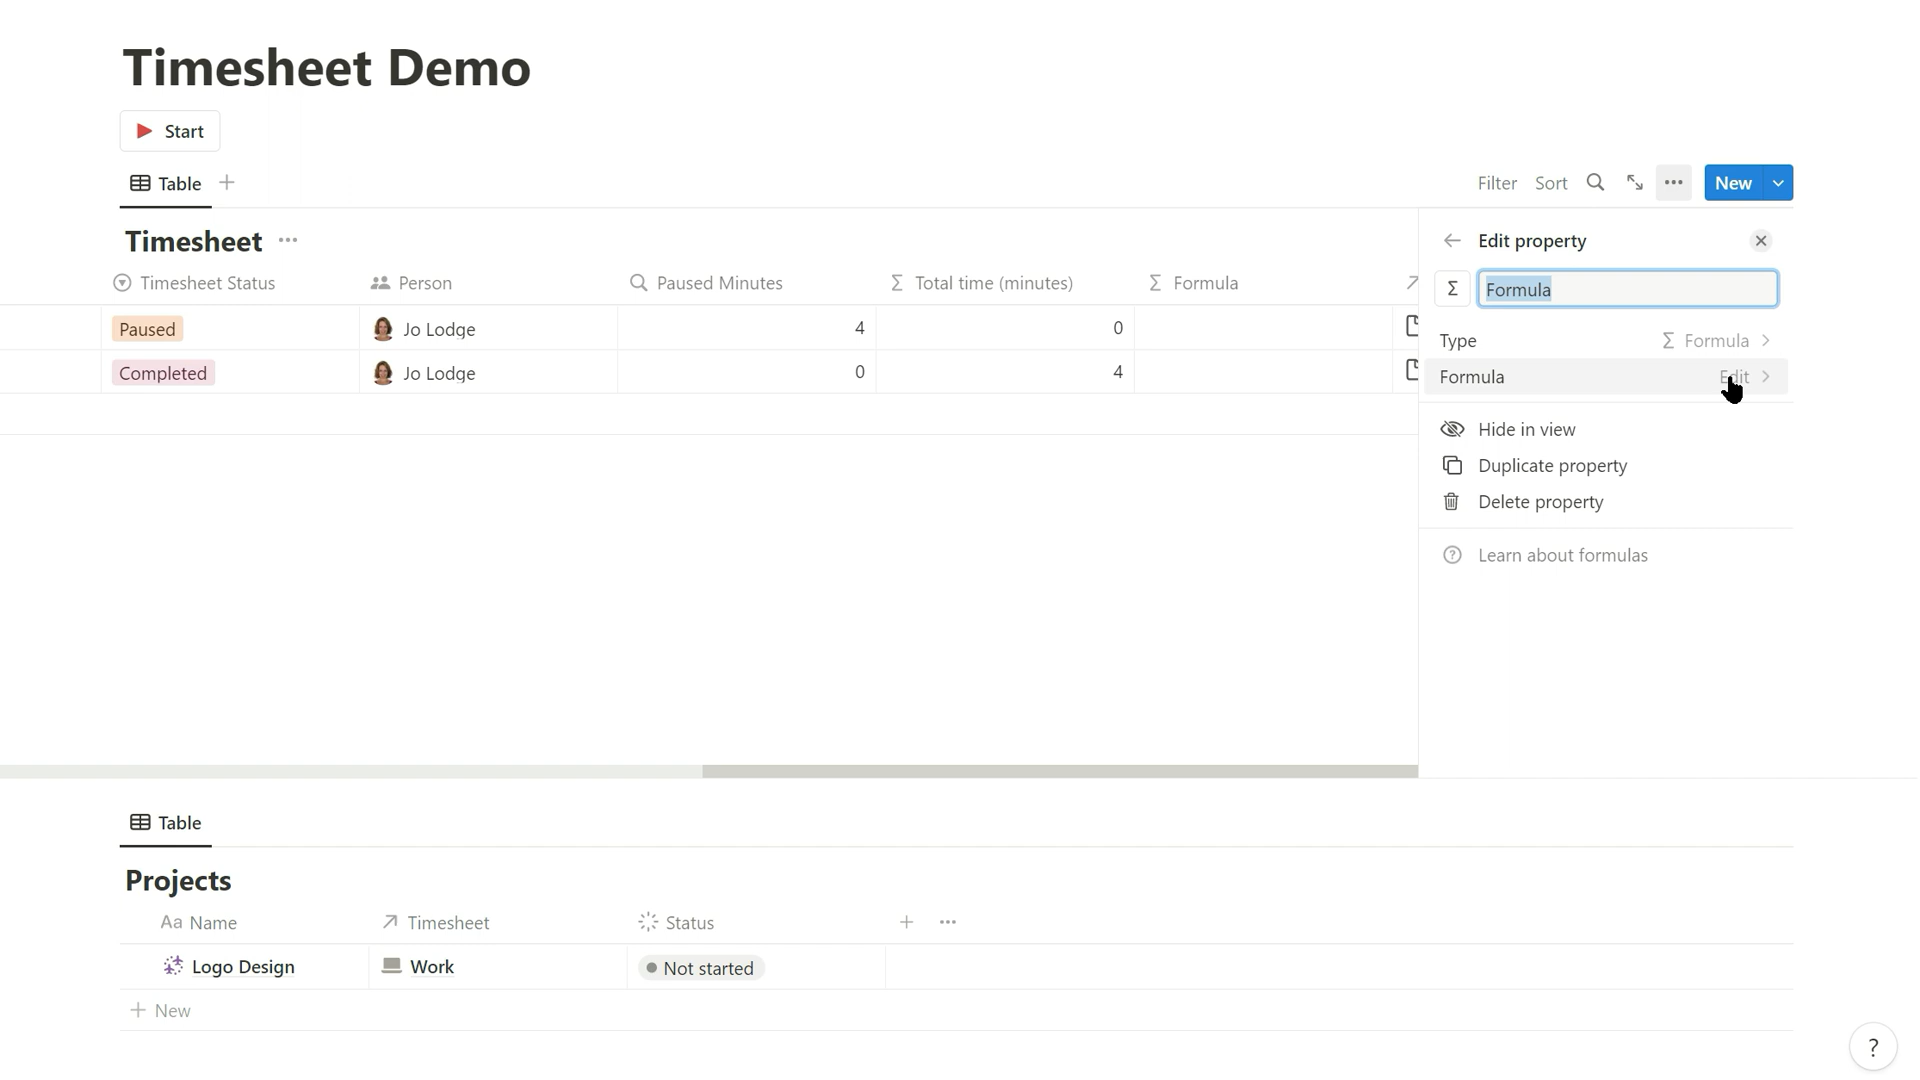 Timesheet Demo
Start
Table
Filter Sort New
Timesheet
Timesheet Status Person Paused Minutes Total time (minutes) Formula
Paused Jo Lodge 4 0
Completed Jo Lodge 0 4
Edit property
Formula
Type Formula
Formula Edit
Hide in view
Duplicate property
Delete property
Learn about formulas
Table
Projects
Aa Name Timesheet Status
Logo Design Work Not started
New
?